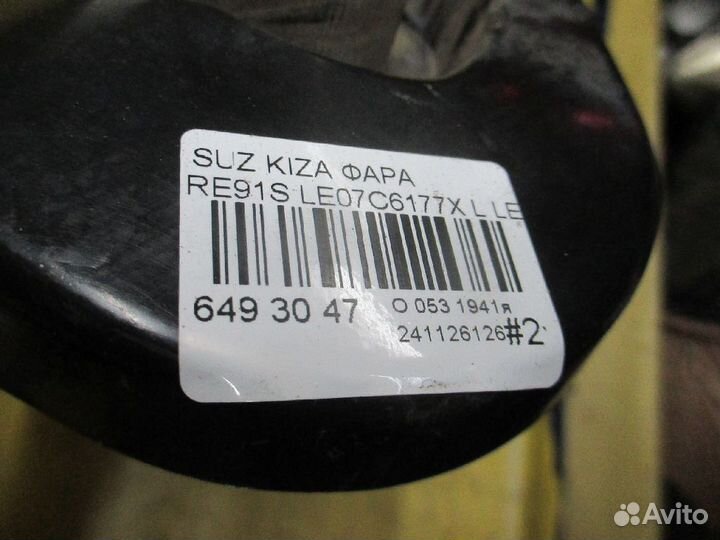 SUZ KIZA ФАРА
RE91S LE07C6177X L LE
649 30 47
O 053 1941я
241126126#2
Avito